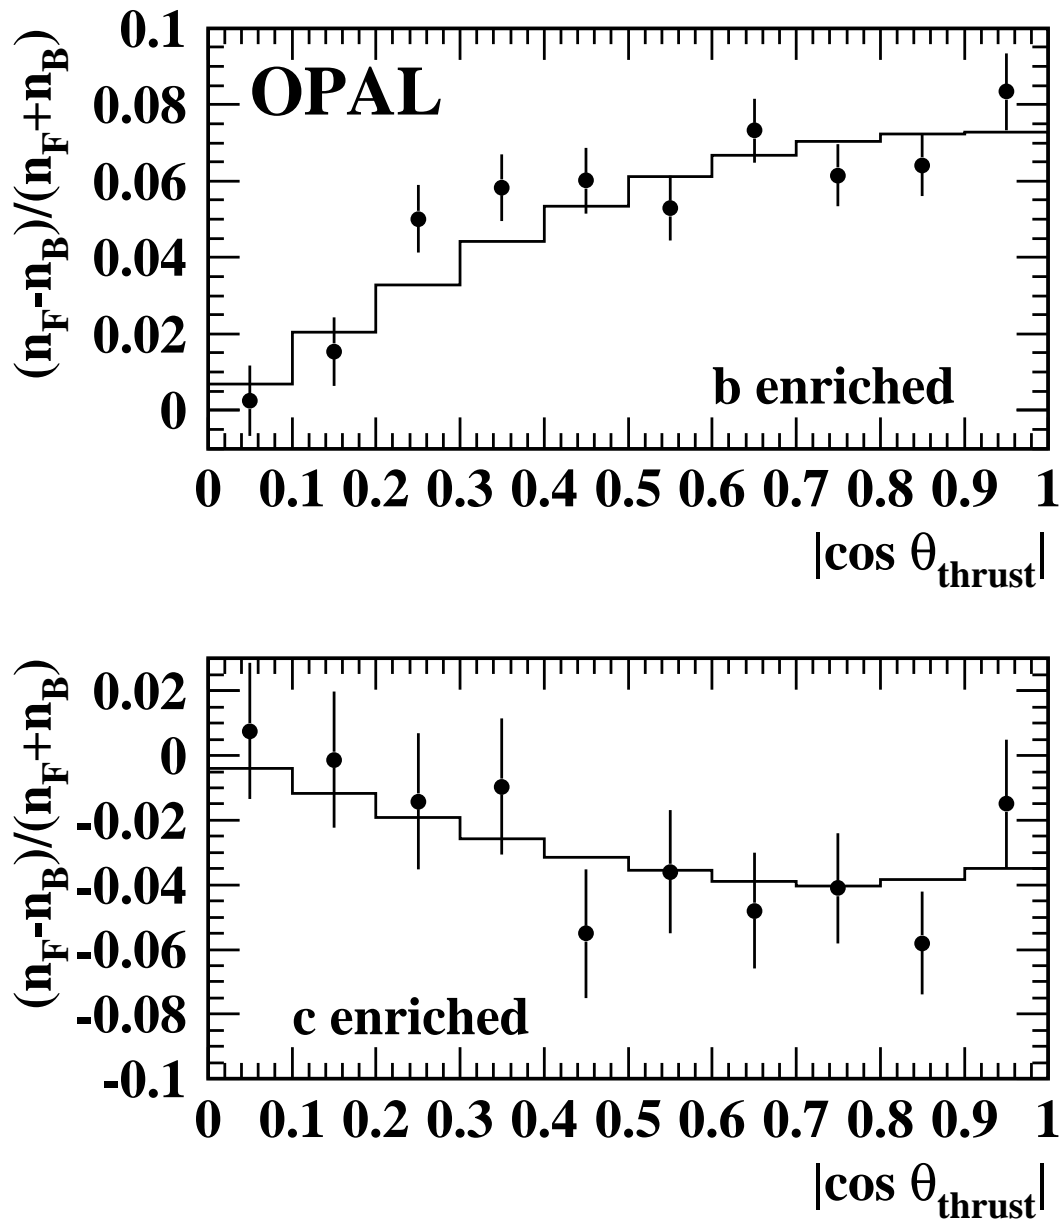 (n_F-n_B)/(n_F+n_B)
OPAL
0.1
0.08
0.06
0.04
0.02
0
b enriched
0 0.1 0.2 0.3 0.4 0.5 0.6 0.7 0.8 0.9 1
|cos θ_thrust|
(n_F-n_B)/(n_F+n_B)
0.02
0
-0.02
-0.04
-0.06
-0.08
-0.1
c enriched
0 0.1 0.2 0.3 0.4 0.5 0.6 0.7 0.8 0.9 1
|cos θ_thrust|